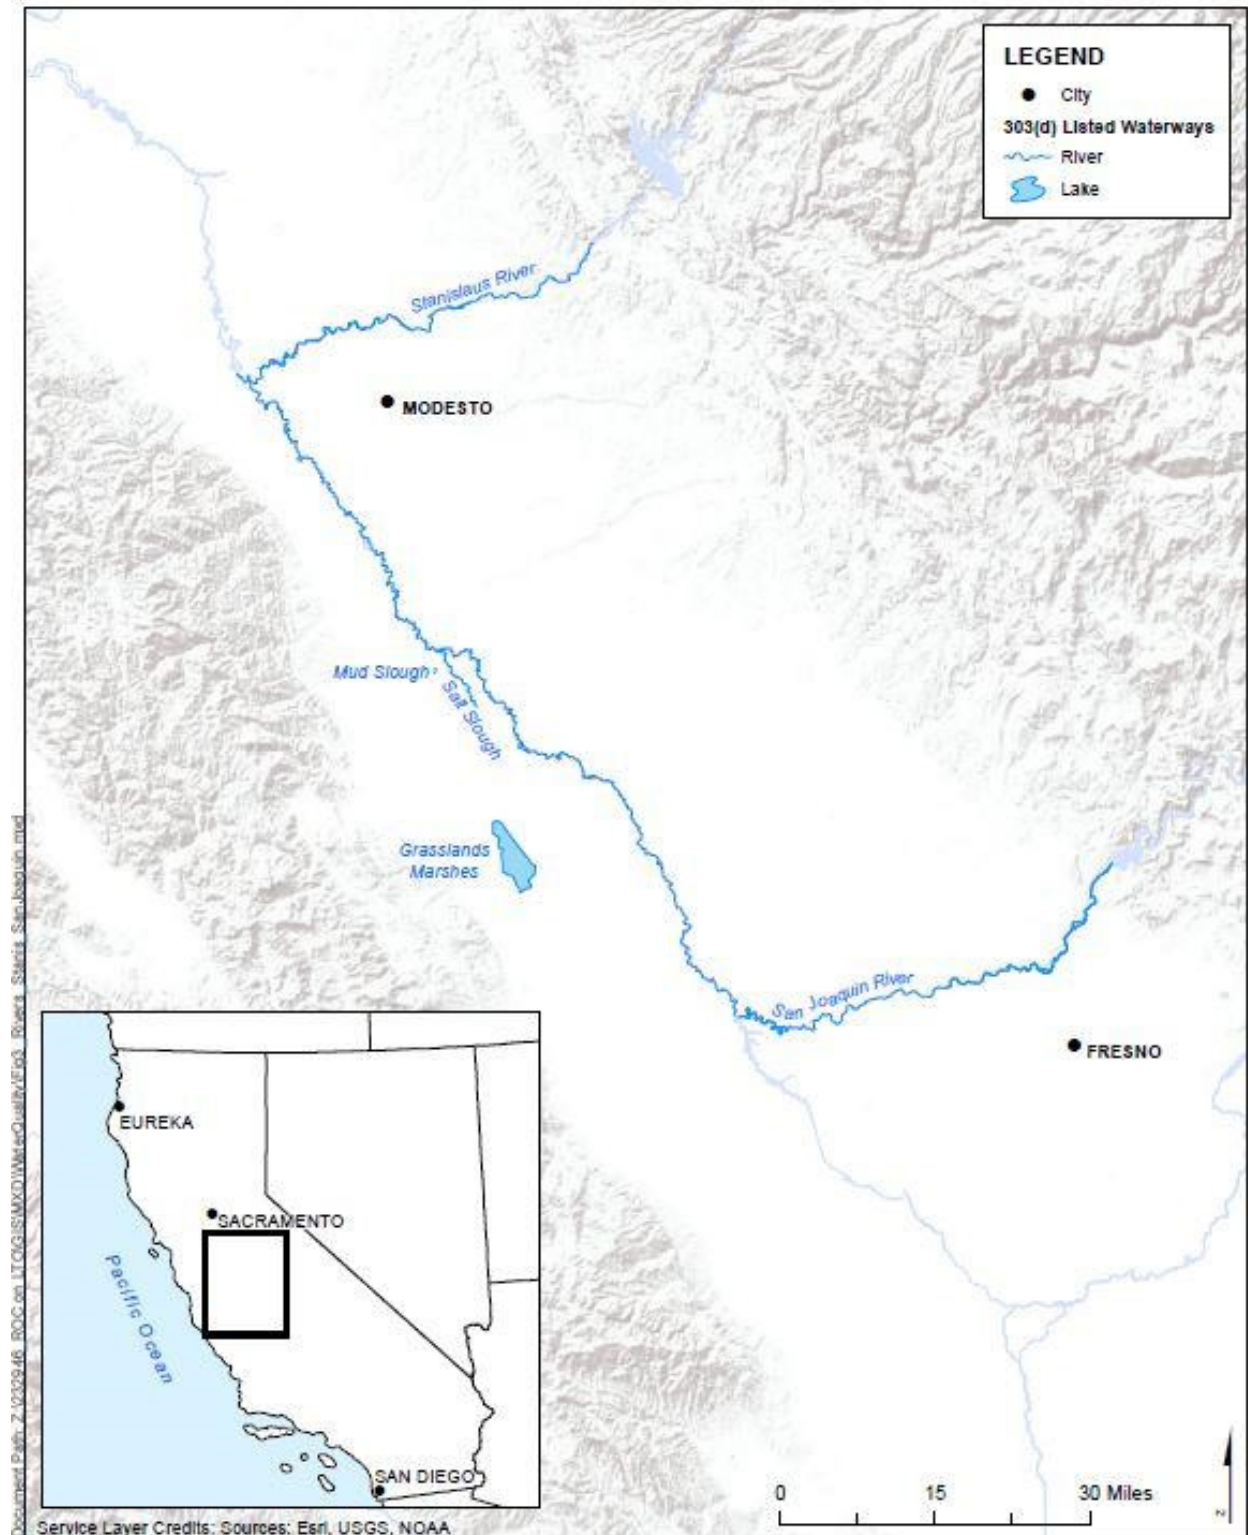 LEGEND
City
303(d) Listed Waterways
River
Lake
Stanislaus River
MODESTO
Mud Slough
Salt Slough
Grasslands
Marshes
San Joaquin River
FRESNO
EUREKA
SACRAMENTO
Pacific Ocean
SAN DIEGO
0 15 30 Miles
N
Service Layer Credits: Sources: Esri, USGS, NOAA